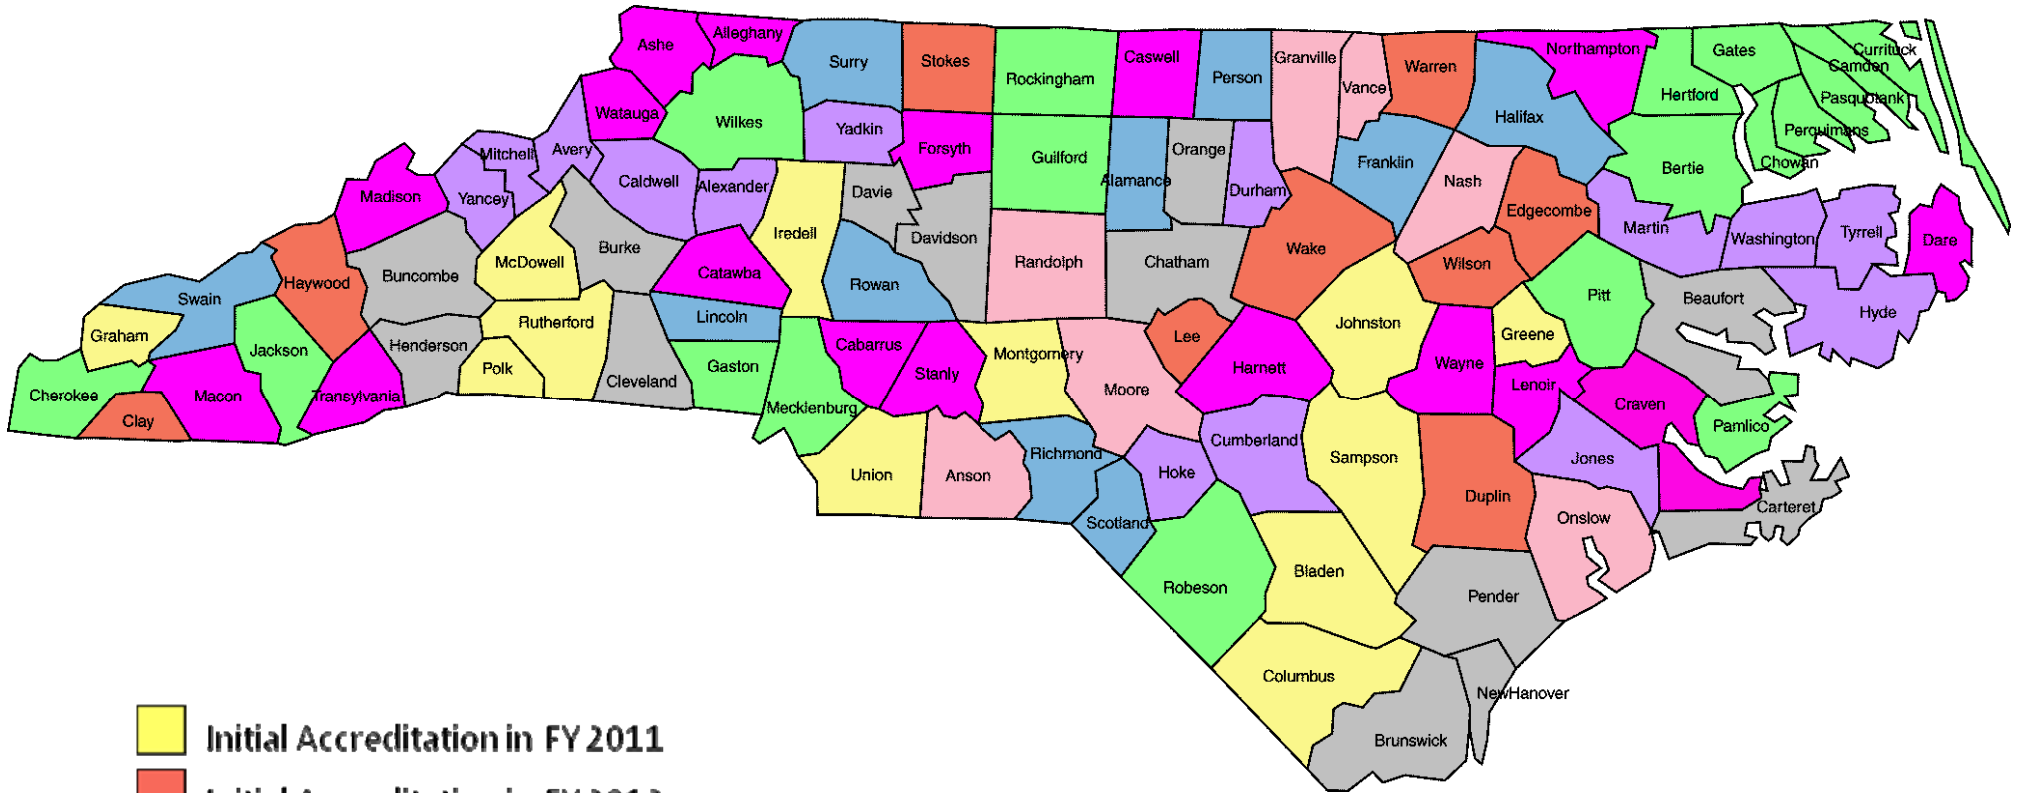 Ashe
Alleghany
Surry
Stokes
Rockingham
Caswell
Person
Granville
Vance
Warren
Halifax
Northampton
Gates
Currituck
Camden
Hertford
Pasquotank
Perquimans
Chowan
Bertie
Watauga
Wilkes
Yadkin
Forsyth
Guilford
Alamance
Orange
Durham
Franklin
Nash
Edgecombe
Martin
Washington
Tyrrell
Dare
Mitchell
Avery
Caldwell
Alexander
Davie
Madison
Yancey
Iredell
Davidson
Randolph
Chatham
Wake
Wilson
Pitt
Beaufort
Hyde
Haywood
Buncombe
McDowell
Burke
Catawba
Rowan
Swain
Lincoln
Graham
Jackson
Henderson
Rutherford
Polk
Cleveland
Gaston
Cabarrus
Stanly
Montgomery
Moore
Lee
Harnett
Johnston
Wayne
Greene
Lenoir
Craven
Pamlico
Cherokee
Clay
Macon
Transylvania
Mecklenburg
Union
Anson
Richmond
Hoke
Cumberland
Sampson
Duplin
Jones
Onslow
Carteret
Scotland
Robeson
Bladen
Pender
Columbus
NewHanover
Brunswick
Initial Accreditation in FY 2011